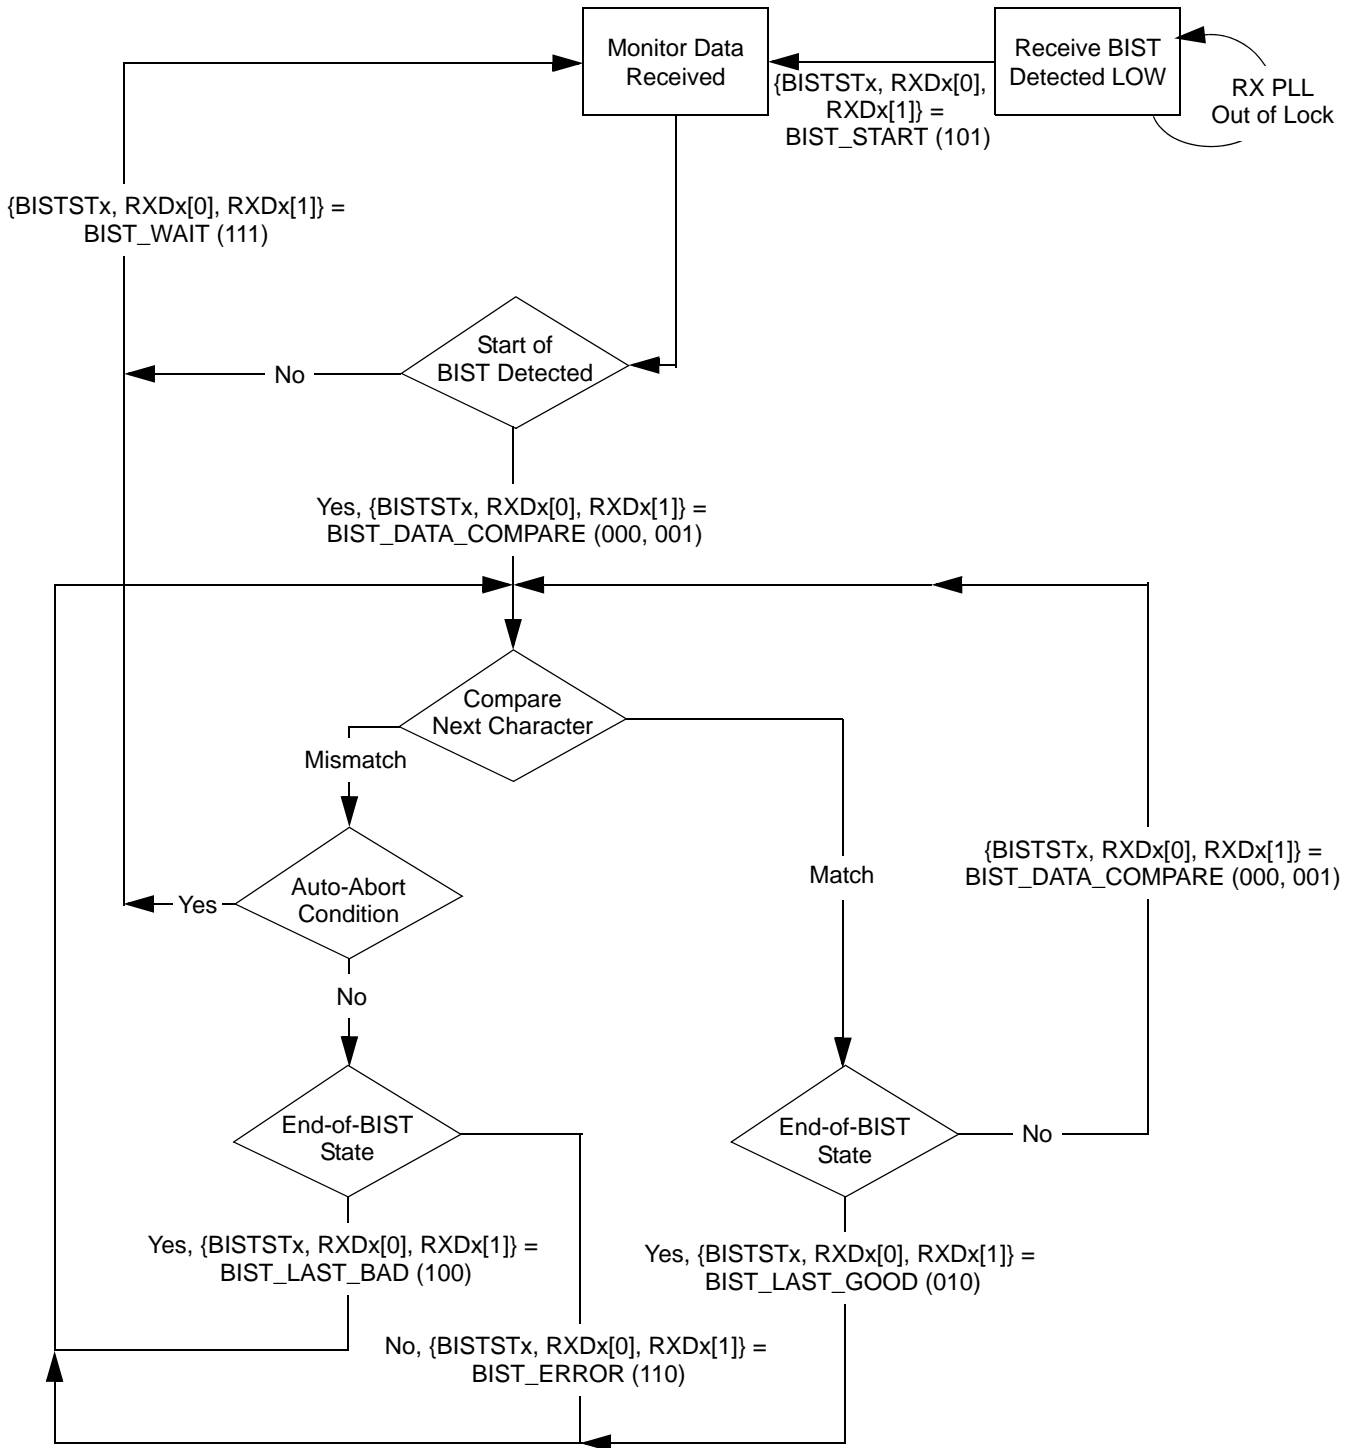 Monitor Data
Received
Receive BIST
Detected LOW
RX PLL
Out of Lock
{BISTSTx, RXDx[0],
RXDx[1]} =
BIST_START (101)
{BISTSTx, RXDx[0], RXDx[1]} =
BIST_WAIT (111)
Start of
BIST Detected
No
Yes, {BISTSTx, RXDx[0], RXDx[1]} =
BIST_DATA_COMPARE (000, 001)
Compare
Next Character
Mismatch
Match
{BISTSTx, RXDx[0], RXDx[1]} =
BIST_DATA_COMPARE (000, 001)
Auto-Abort
Condition
Yes
No
End-of-BIST
State
End-of-BIST
State
No
Yes, {BISTSTx, RXDx[0], RXDx[1]} =
BIST_LAST_BAD (100)
Yes, {BISTSTx, RXDx[0], RXDx[1]} =
BIST_LAST_GOOD (010)
No, {BISTSTx, RXDx[0], RXDx[1]} =
BIST_ERROR (110)